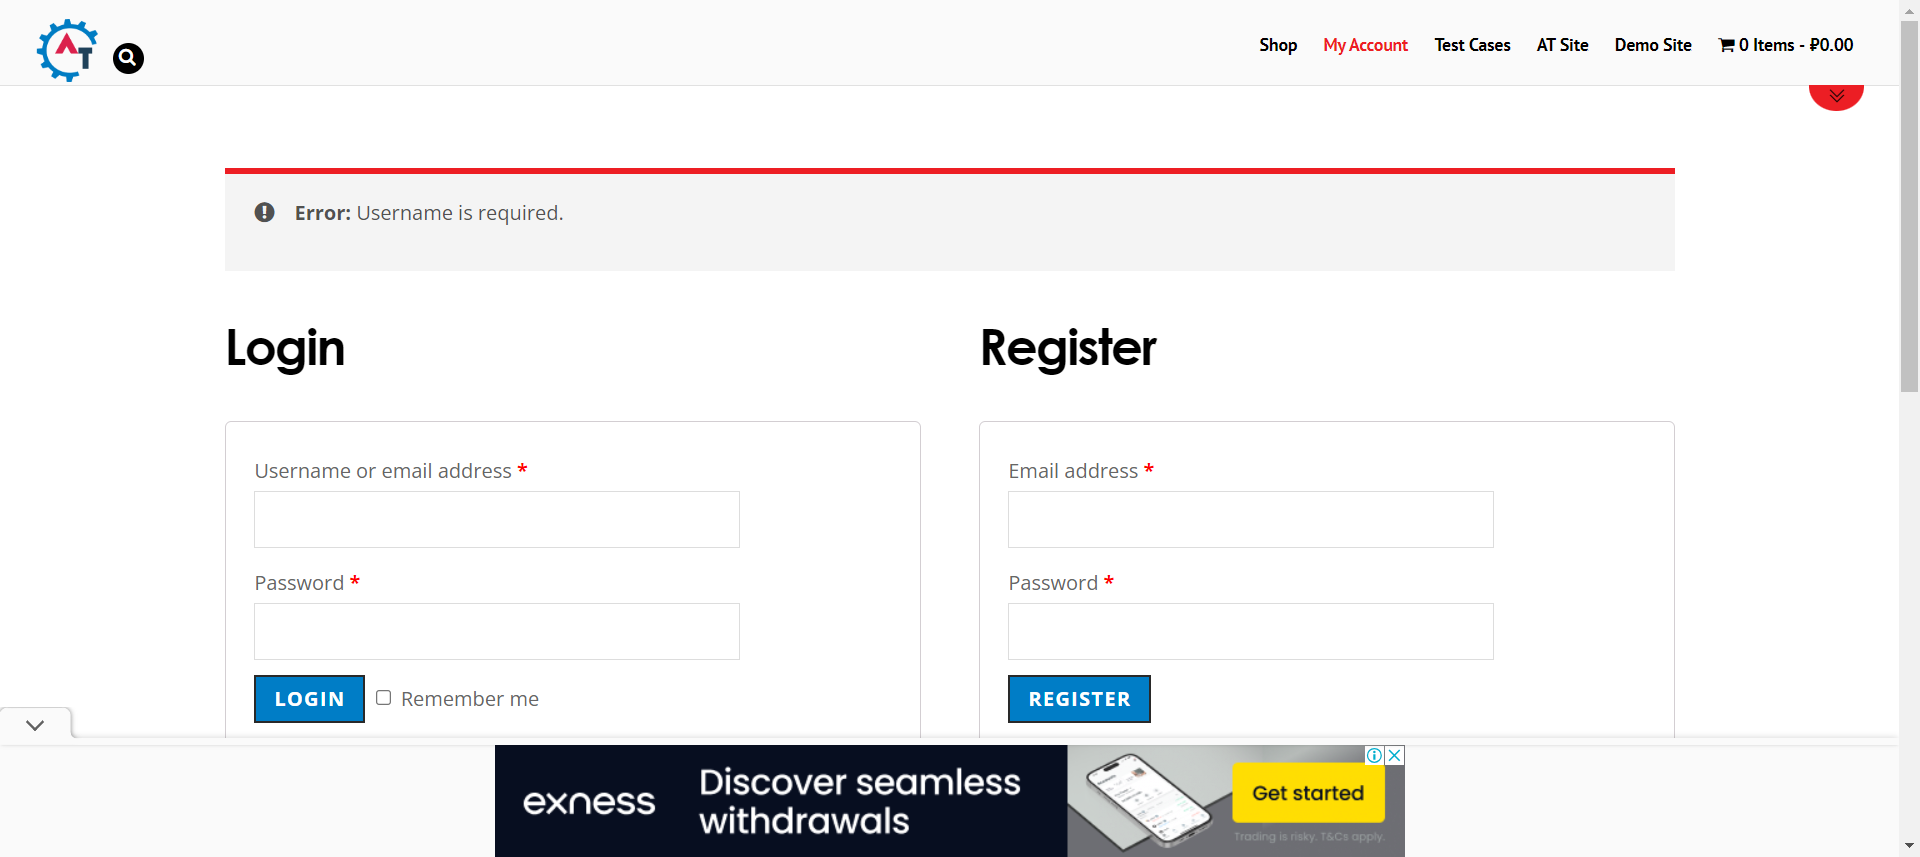 AT
Shop
My Account
Test Cases
AT Site
Demo Site
0 Items - ₽0.00
Error: Username is required.
Login
Register
Username or email address *
Password *
LOGIN
Remember me
Email address *
Password *
REGISTER
exness
Discover seamless
withdrawals
Get started
Trading is risky. T&Cs apply.